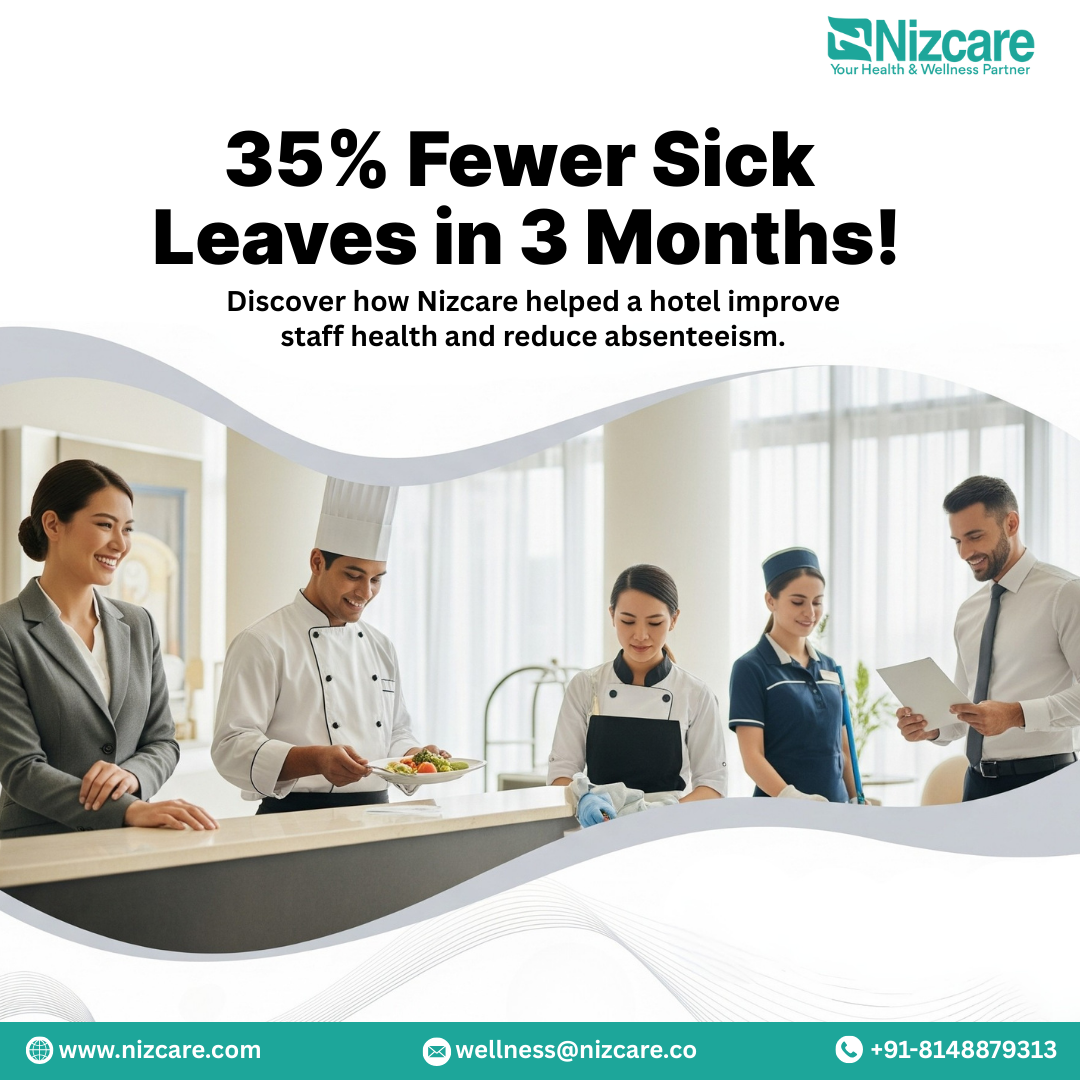 Nizcare
Your Health & Wellness Partner
35% Fewer Sick
Leaves in 3 Months!
Discover how Nizcare helped a hotel improve
staff health and reduce absenteeism.
www.nizcare.com
wellness@nizcare.co
+91-8148879313